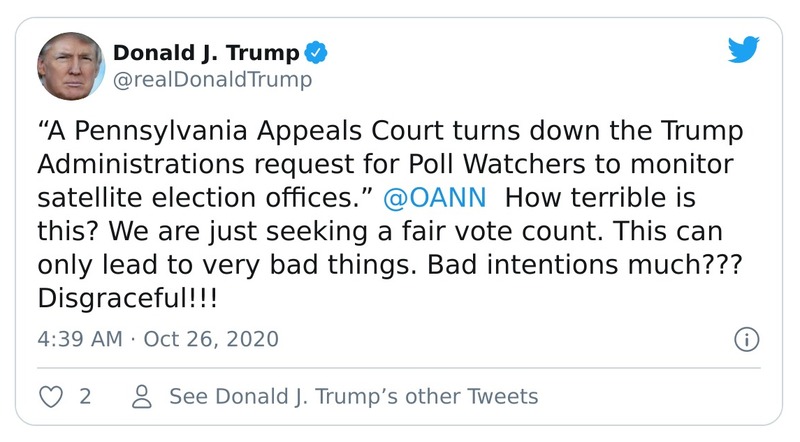 Donald J. Trump
@realDonaldTrump
“A Pennsylvania Appeals Court turns down the Trump
Administrations request for Poll Watchers to monitor
satellite election offices.” @OANN  How terrible is
this? We are just seeking a fair vote count. This can
only lead to very bad things. Bad intentions much???
Disgraceful!!!
4:39 AM · Oct 26, 2020
2 See Donald J. Trump’s other Tweets